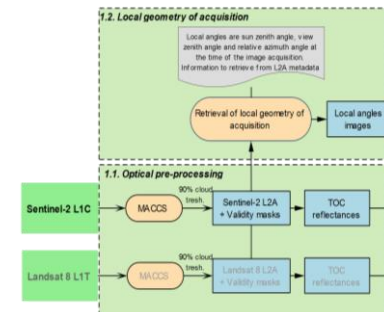 1.2. Local geometry of acquisition
Local angles are sun zenith angle, view
zenith angle and relative azimuth angle at
the time of the image acquisition.
Information to retrieve from L2A metadata
Retrieval of local geometry of
acquisition
Local angles
images
1.1. Optical pre-processing
Sentinel-2 L1C
MACCS
90% cloud
tresh.
Sentinel-2 L2A
+ Validity masks
TOC
reflectances
Landsat 8 L1T
MACCS
90% cloud
tresh.
Landsat 8 L2A
+ Validity masks
TOC
reflectances